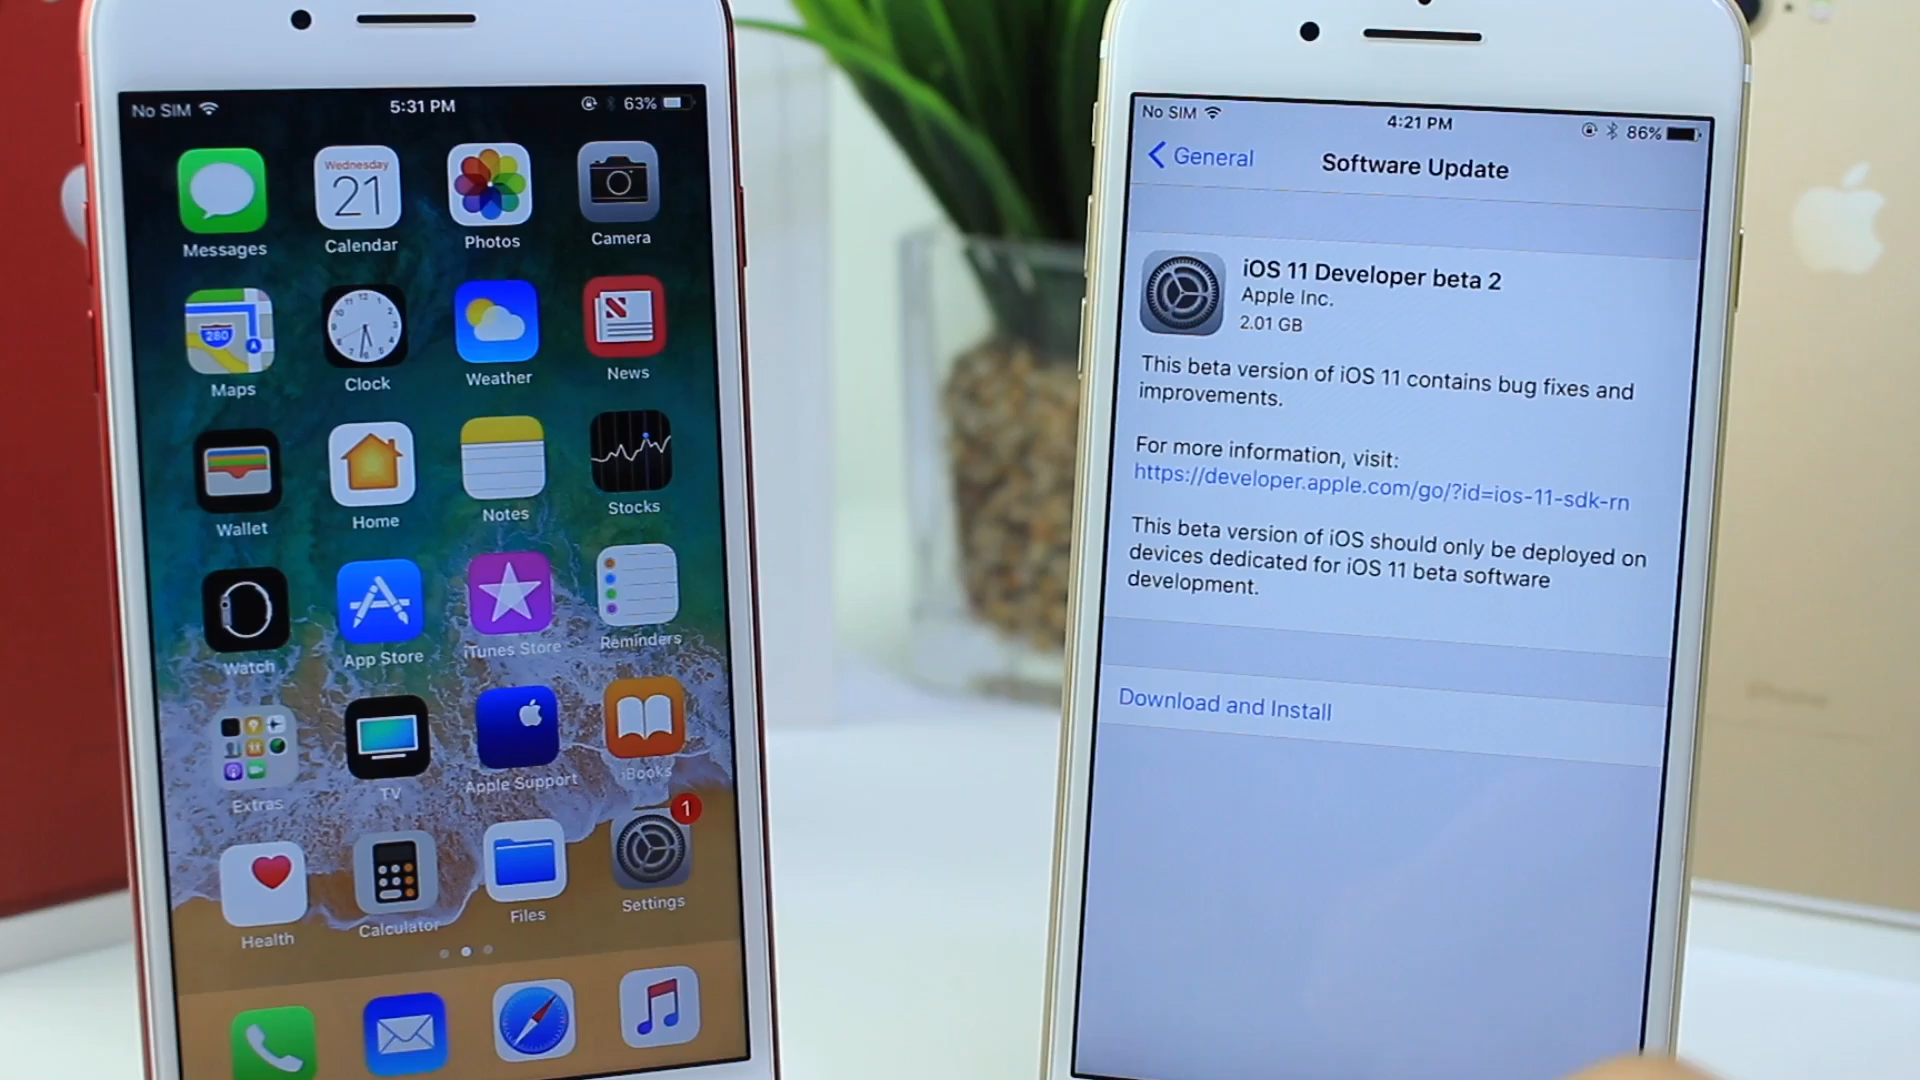 No SIM
5:31 PM
63%
Wednesday
21
Messages
Calendar
Photos
Camera
280
Maps
Clock
Weather
News
Wallet
Home
Notes
Stocks
Watch
App Store
iTunes Store
Reminders
Extras
TV
Apple Support
iBooks
1
Health
Calculator
Files
Settings
No SIM
4:21 PM
86%
General
Software Update
iOS 11 Developer beta 2
Apple Inc.
2.01 GB
This beta version of iOS 11 contains bug fixes and
improvements.
For more information, visit:
https://developer.apple.com/go/?id=ios-11-sdk-rn
This beta version of iOS should only be deployed on
devices dedicated for iOS 11 beta software
development.
Download and Install